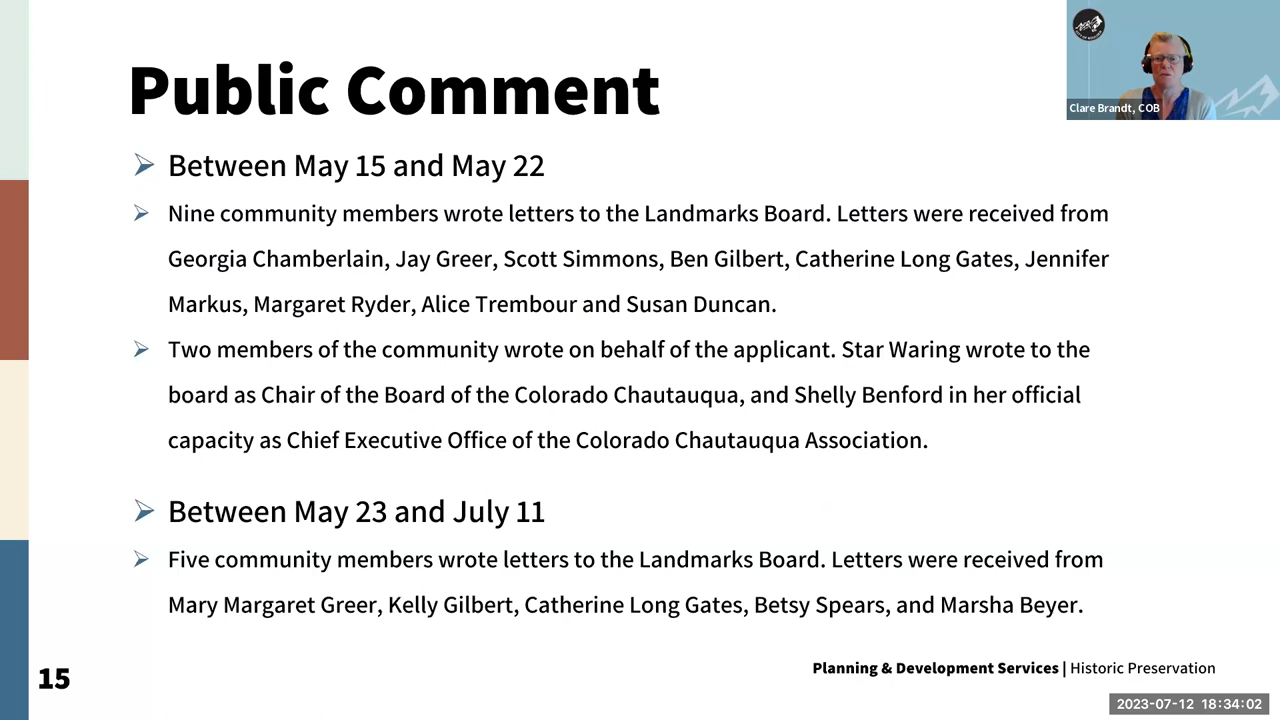 Public Comment
Clare Brandt, COB
Between May 15 and May 22
Nine community members wrote letters to the Landmarks Board. Letters were received from
Georgia Chamberlain, Jay Greer, Scott Simmons, Ben Gilbert, Catherine Long Gates, Jennifer
Markus, Margaret Ryder, Alice Trembour and Susan Duncan.
Two members of the community wrote on behalf of the applicant. Star Waring wrote to the
board as Chair of the Board of the Colorado Chautauqua, and Shelly Benford in her official
capacity as Chief Executive Office of the Colorado Chautauqua Association.
Between May 23 and July 11
Five community members wrote letters to the Landmarks Board. Letters were received from
Mary Margaret Greer, Kelly Gilbert, Catherine Long Gates, Betsy Spears, and Marsha Beyer.
15
Planning & Development Services | Historic Preservation
2023-07-12 18:34:02